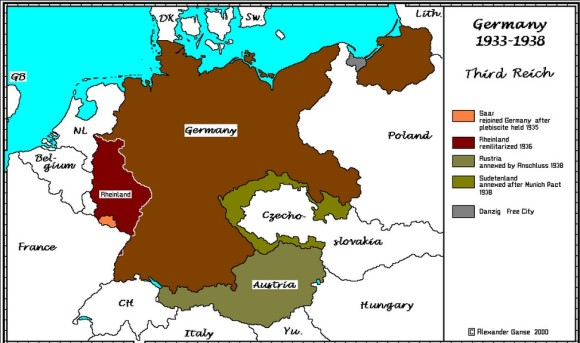 Germany
1933-1938
Third Reich
Saar
rejoined Germany after
plebiscite held 1935
Rheinland
remilitarized 1936
Austria
annexed by Anschluss 1938
Sudetenland
annexed after Munich Pact
1938
Danzig Free City
© Alexander Ganse 2000
DK
Sw.
Lith.
GB
NL
Germany
Poland
Bel-
gium
Rheinland
Czecho-
slovakia
France
Austria
CH
Hungary
Italy
Yu.